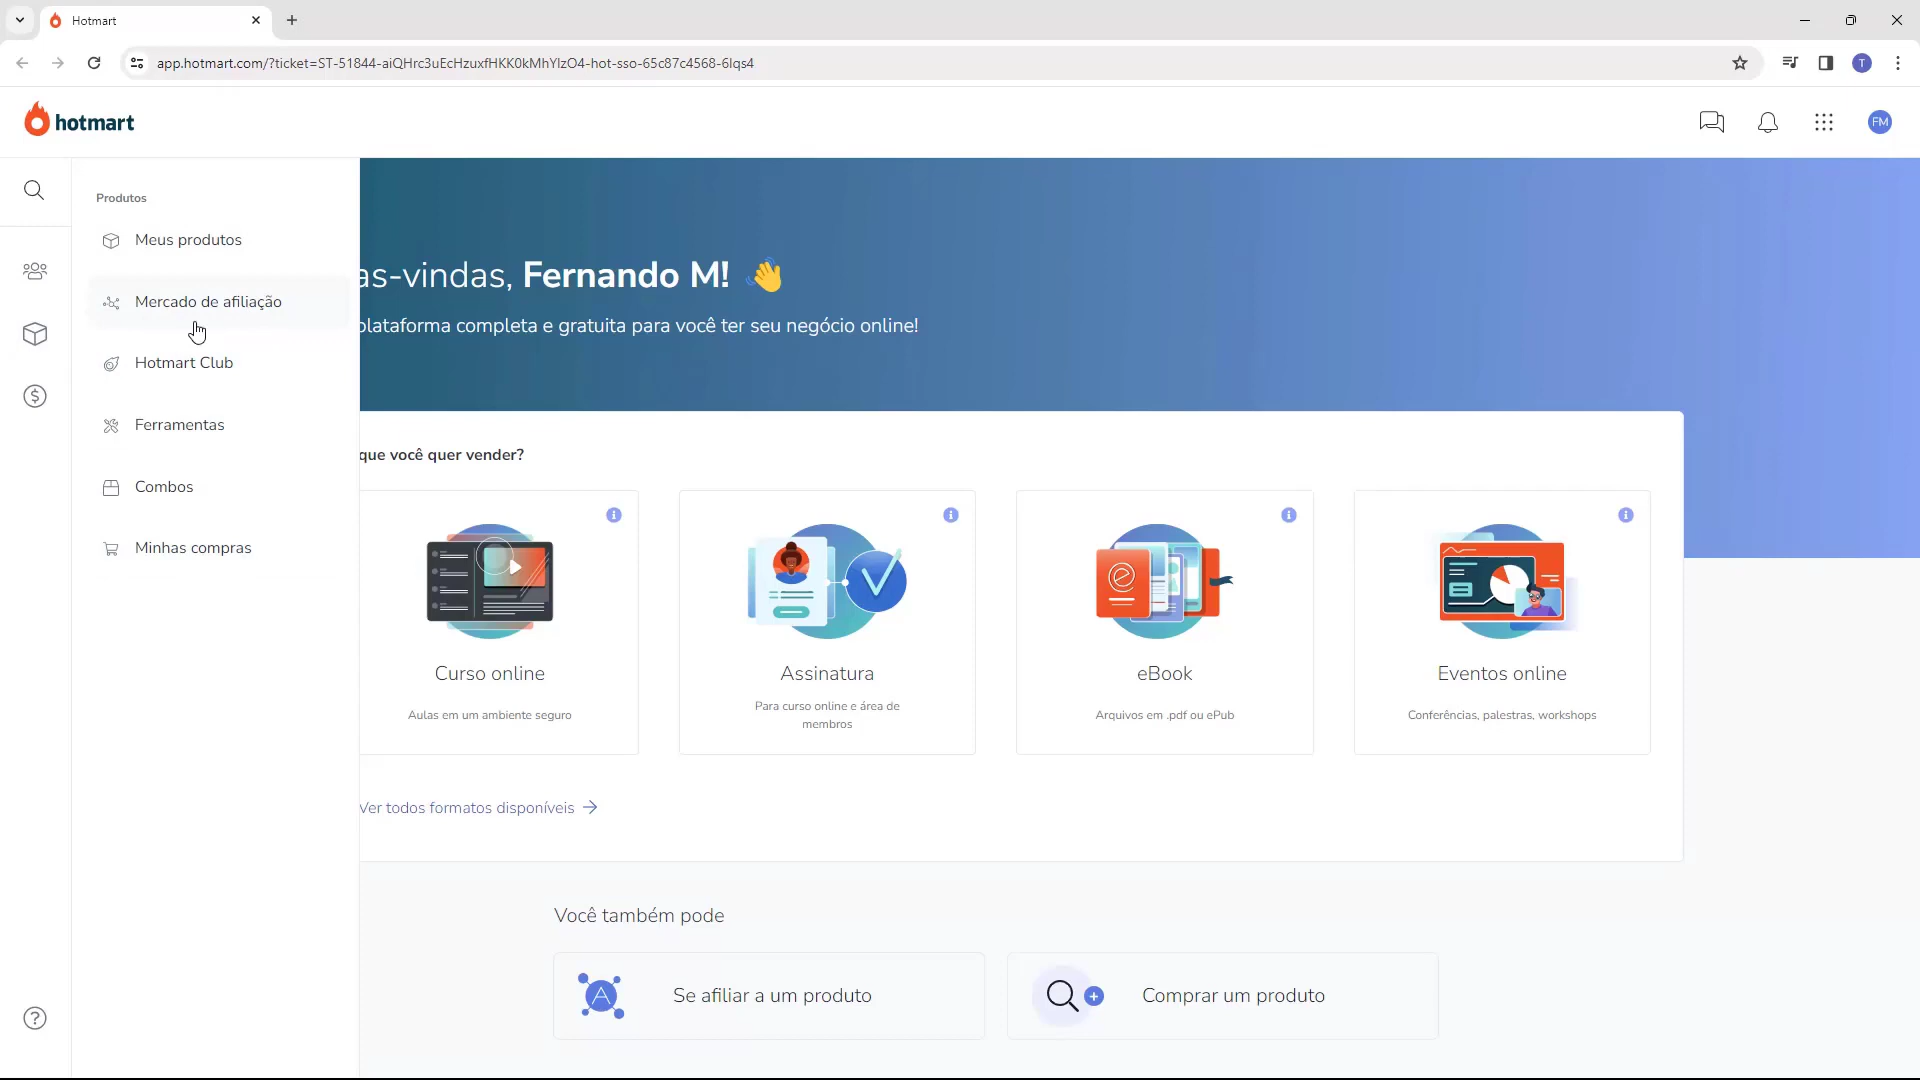 Hotmart
app.hotmart.com/?ticket=ST-51844-aiQHrc3uEcHzuxfHKK0kMhYlzO4-hot-sso-65c87c4568-6lqs4
T
hotmart
FM
Produtos
Meus produtos
Mercado de afiliação
Hotmart Club
Ferramentas
Combos
Minhas compras
as-vindas, Fernando M!
plataforma completa e gratuita para você ter seu negócio online!
que você quer vender?
Curso online
Aulas em um ambiente seguro
Assinatura
Para curso online e área de
membros
eBook
Arquivos em .pdf ou ePub
Eventos online
Conferências, palestras, workshops
Ver todos formatos disponíveis
Você também pode
A
Se afiliar a um produto
Comprar um produto